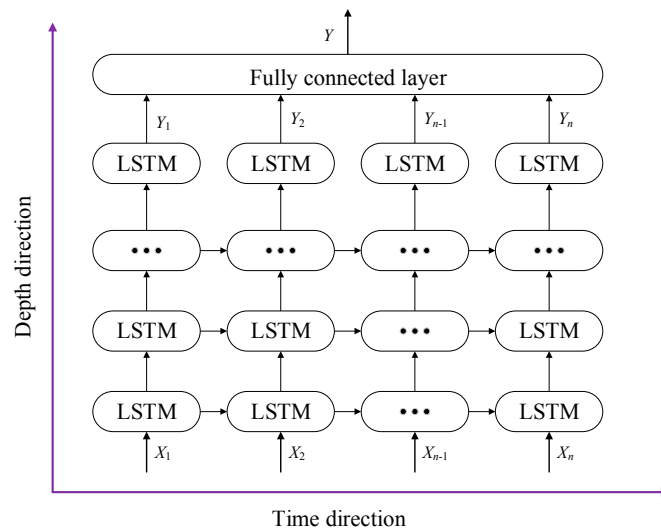 Y
Fully connected layer
Y1 Y2 Yn-1 Yn
LSTM LSTM LSTM LSTM
••• ••• ••• •••
LSTM LSTM ••• LSTM
LSTM LSTM ••• LSTM
X1 X2 Xn-1 Xn
Depth direction
Time direction